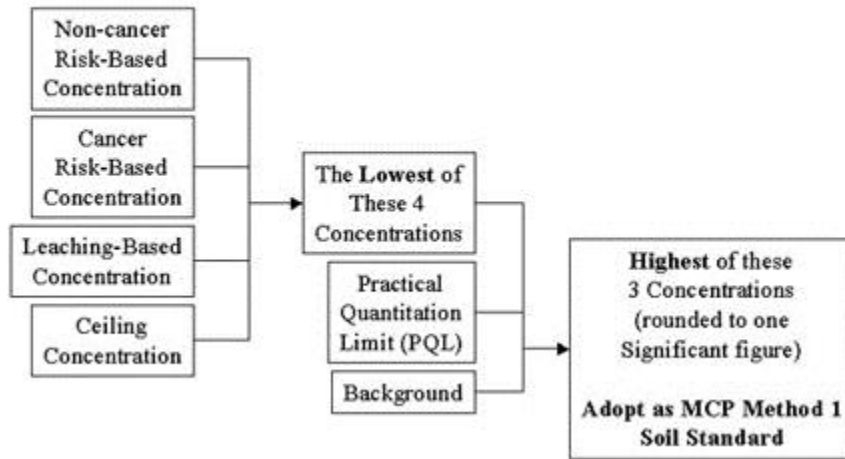 Non-cancer
Risk-Based
Concentration
Cancer
Risk-Based
Concentration
Leaching-Based
Concentration
Ceiling
Concentration
The Lowest of
These 4
Concentrations
Practical
Quantitation
Limit (PQL)
Background
Highest of these
3 Concentrations
(rounded to one
Significant figure)
Adopt as MCP Method 1
Soil Standard